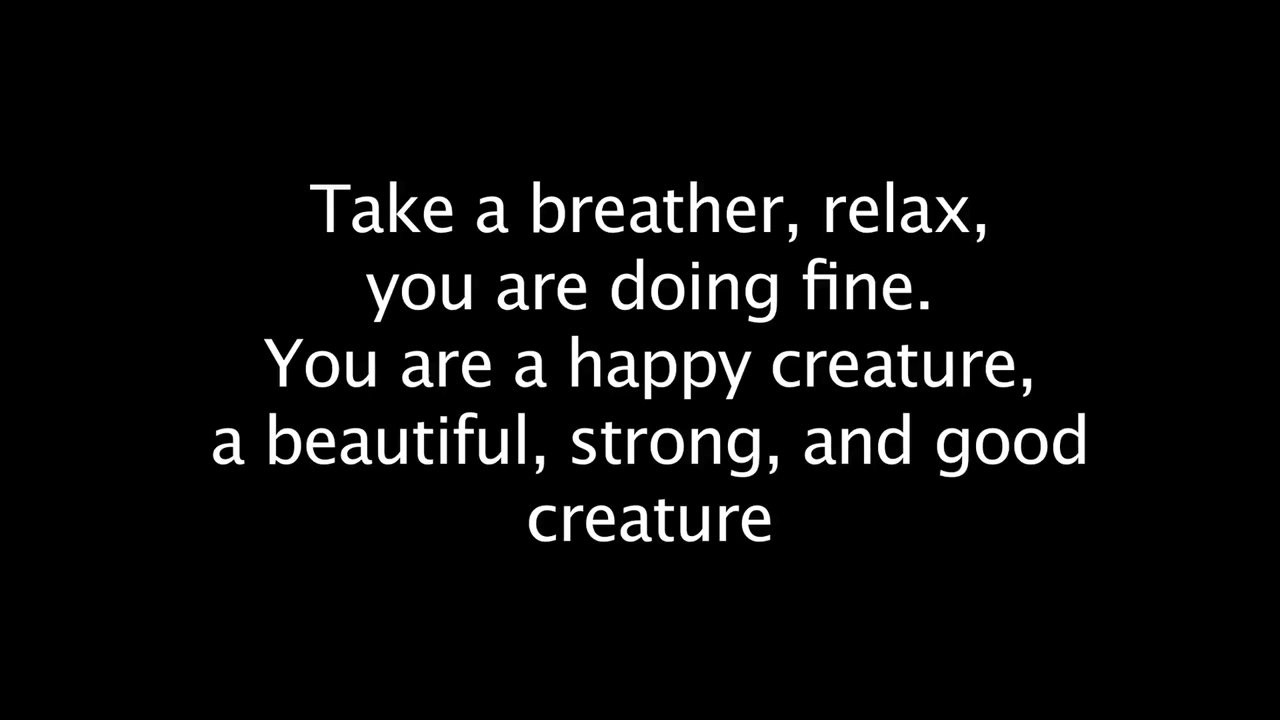 Take a breather, relax,
you are doing fine.
You are a happy creature,
a beautiful, strong, and good
creature